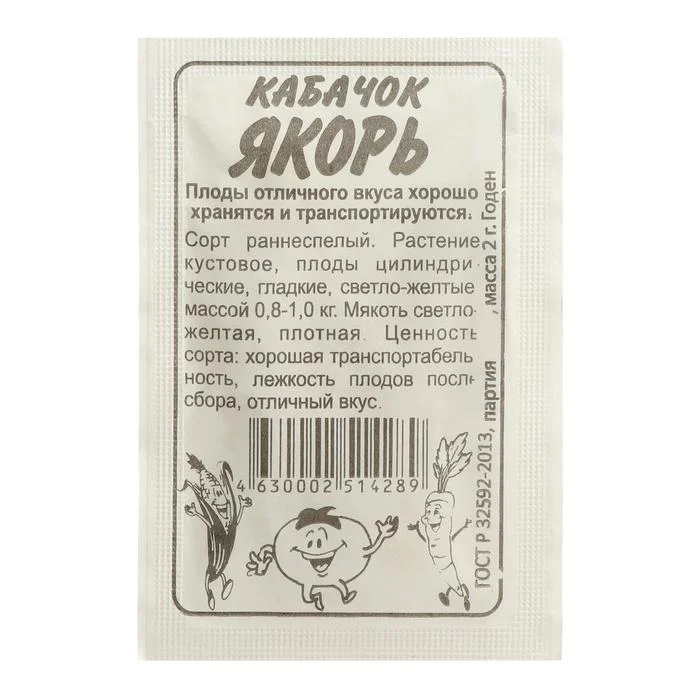 КАБАЧОК
ЯКОРЬ
Плоды отличного вкуса хорошо
хранятся и транспортируются.
Сорт раннеспелый. Растение
кустовое, плоды цилиндри-
ческие, гладкие, светло-желтые
массой 0,8-1,0 кг. Мякоть светло-
желтая, плотная. Ценность
сорта: хорошая транспортабель
ность, лежкость плодов после
сбора, отличный вкус.
4 630002 514289
ГОСТ Р 32592-2013, партия , масса 2 г. Годен